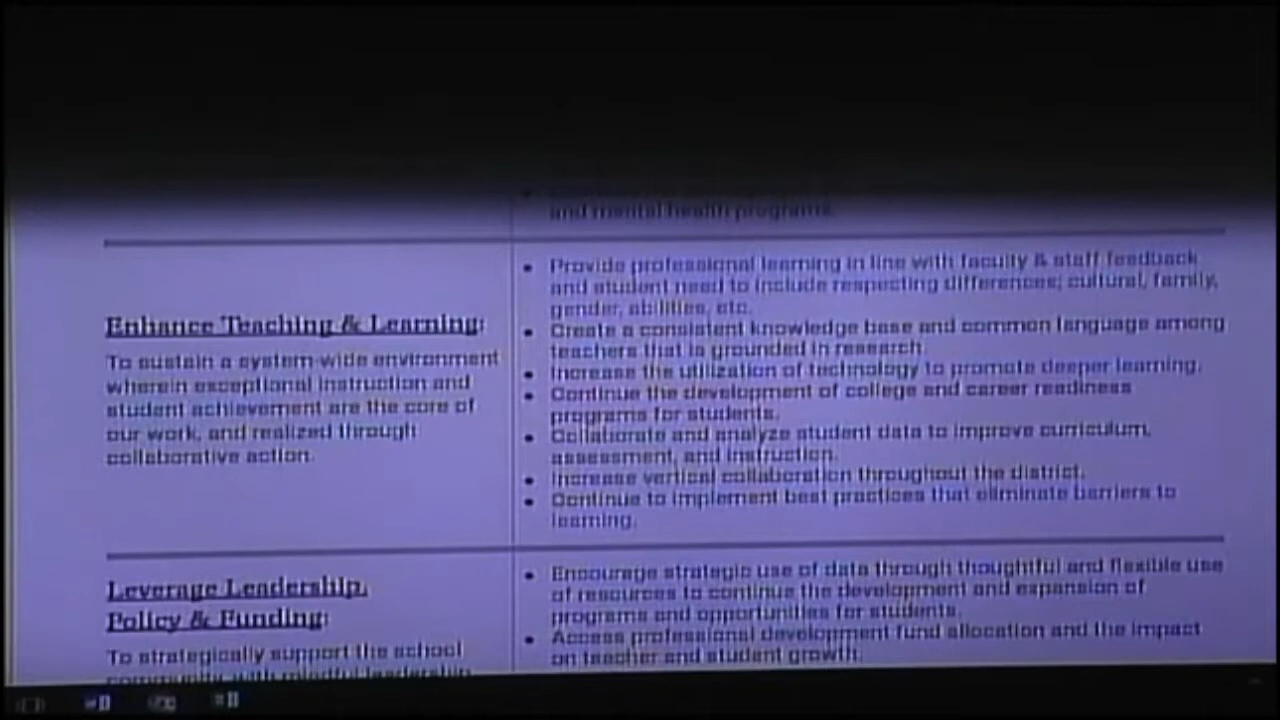 and mental health programs.
Enhance Teaching & Learning:
To sustain a system-wide environment
wherein exceptional instruction and
student achievement are the core of
our work, and realized through
collaborative action.
• Provide professional learning in line with faculty & staff feedback
and student need to include respecting differences; cultural, family,
gender, abilities, etc.
• Create a consistent knowledge base and common language among
teachers that is grounded in research.
• Increase the utilization of technology to promote deeper learning.
• Continue the development of college and career readiness
programs for students.
• Collaborate and analyze student data to improve curriculum,
assessment, and instruction.
• Increase vertical collaboration throughout the district.
• Continue to implement best practices that eliminate barriers to
learning.
Leverage Leadership,
Policy & Funding:
To strategically support the school
community with mindful leadership
• Encourage strategic use of data through thoughtful and flexible use
of resources to continue the development and expansion of
programs and opportunities for students.
• Access professional development fund allocation and the impact
on teacher and student growth.